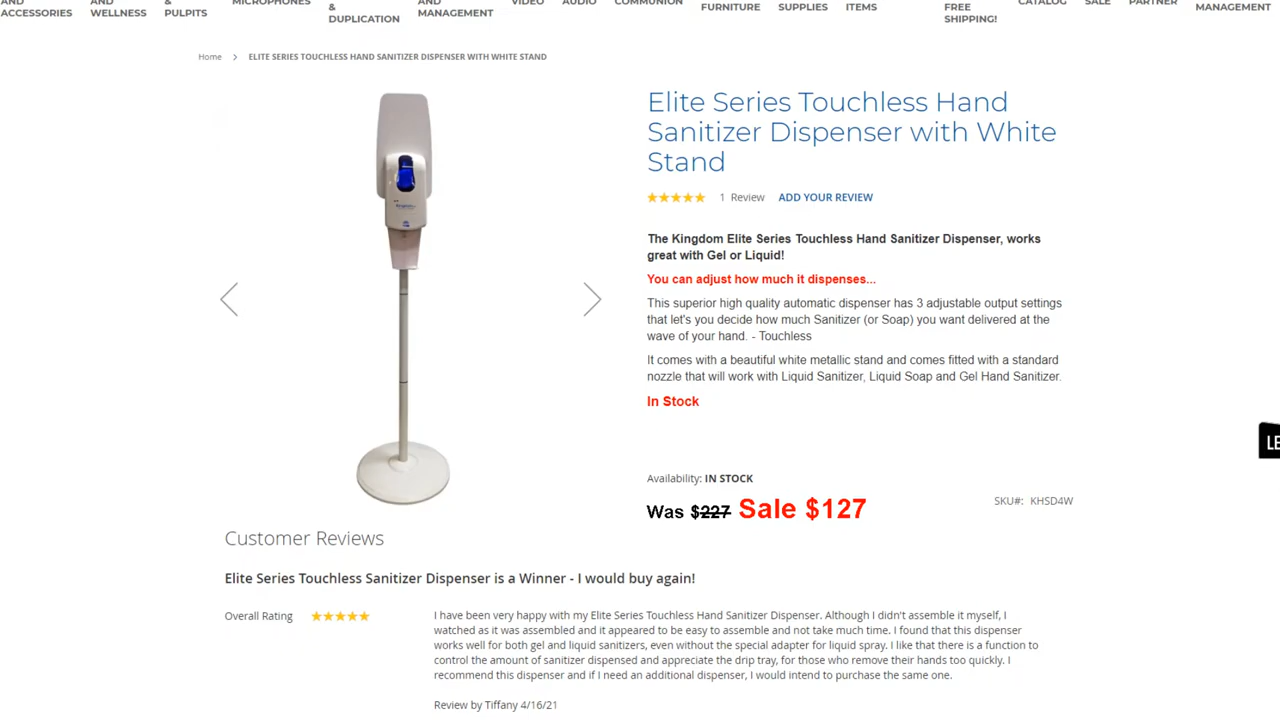 AND ACCESSORIES
AND WELLNESS
& PULPITS
MICROPHONES
& DUPLICATION
AND MANAGEMENT
VIDEO
AUDIO
COMMUNION
FURNITURE
SUPPLIES
ITEMS
FREE SHIPPING!
CATALOG
SALE
PARTNER
MANAGEMENT
Home > ELITE SERIES TOUCHLESS HAND SANITIZER DISPENSER WITH WHITE STAND
Elite Series Touchless Hand
Sanitizer Dispenser with White
Stand
1 Review ADD YOUR REVIEW
The Kingdom Elite Series Touchless Hand Sanitizer Dispenser, works
great with Gel or Liquid!
You can adjust how much it dispenses...
This superior high quality automatic dispenser has 3 adjustable output settings
that let's you decide how much Sanitizer (or Soap) you want delivered at the
wave of your hand. - Touchless
It comes with a beautiful white metallic stand and comes fitted with a standard
nozzle that will work with Liquid Sanitizer, Liquid Soap and Gel Hand Sanitizer.
In Stock
LE
Availability: IN STOCK
SKU#: KHSD4W
Was $227 Sale $127
Customer Reviews
Elite Series Touchless Sanitizer Dispenser is a Winner - I would buy again!
Overall Rating
I have been very happy with my Elite Series Touchless Hand Sanitizer Dispenser. Although I didn't assemble it myself, I
watched as it was assembled and it appeared to be easy to assemble and not take much time. I found that this dispenser
works well for both gel and liquid sanitizers, even without the special adapter for liquid spray. I like that there is a function to
control the amount of sanitizer dispensed and appreciate the drip tray, for those who remove their hands too quickly. I
recommend this dispenser and if I need an additional dispenser, I would intend to purchase the same one.
Review by Tiffany 4/16/21